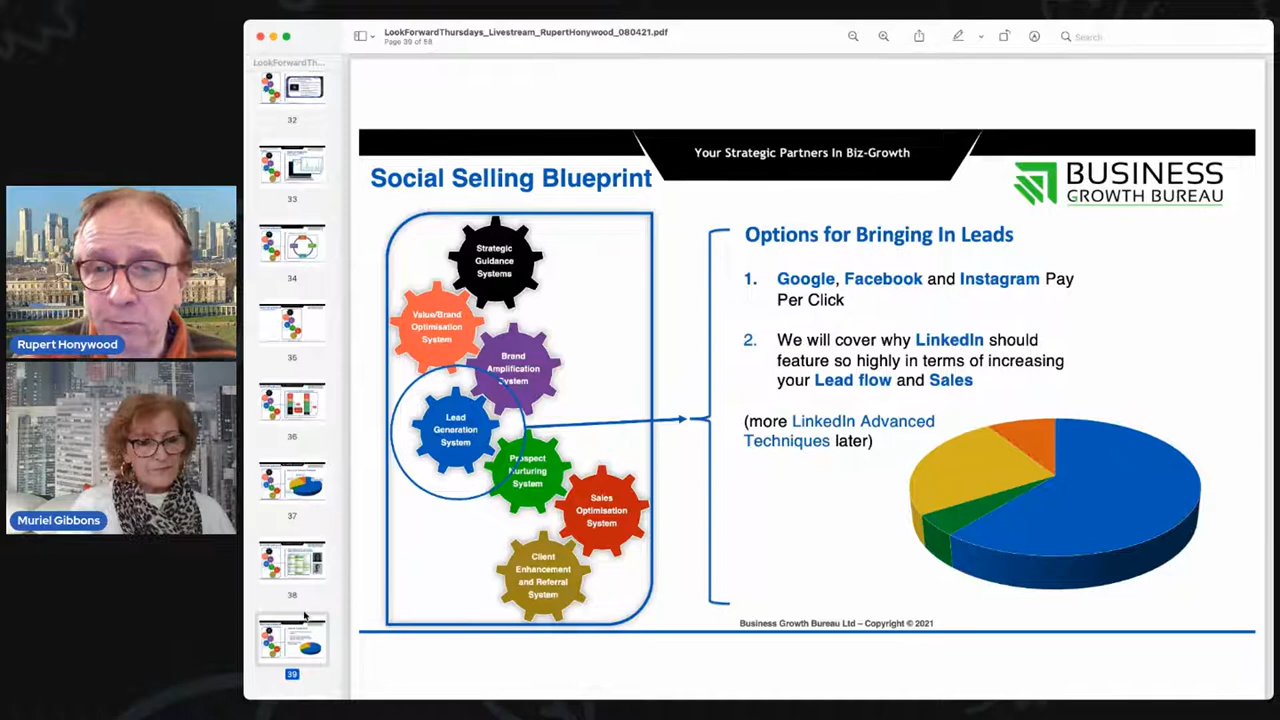 LookForwardThursdays_Livestream_RupertHonywood_080421.pdf
Page 39 of 58
Search
LookForwardTh...
32
33
34
35
36
37
38
39
Rupert Honywood
Muriel Gibbons
Your Strategic Partners In Biz-Growth
BUSINESS
GROWTH BUREAU
Social Selling Blueprint
Strategic
Guidance
Systems
Value/Brand
Optimisation
System
Brand
Amplification
System
Lead
Generation
System
Prospect
Nurturing
System
Sales
Optimisation
System
Client
Enhancement
and Referral
System
Options for Bringing In Leads
1. Google, Facebook and Instagram Pay
Per Click
2. We will cover why LinkedIn should
feature so highly in terms of increasing
your Lead flow and Sales
(more LinkedIn Advanced
Techniques later)
Business Growth Bureau Ltd – Copyright © 2021